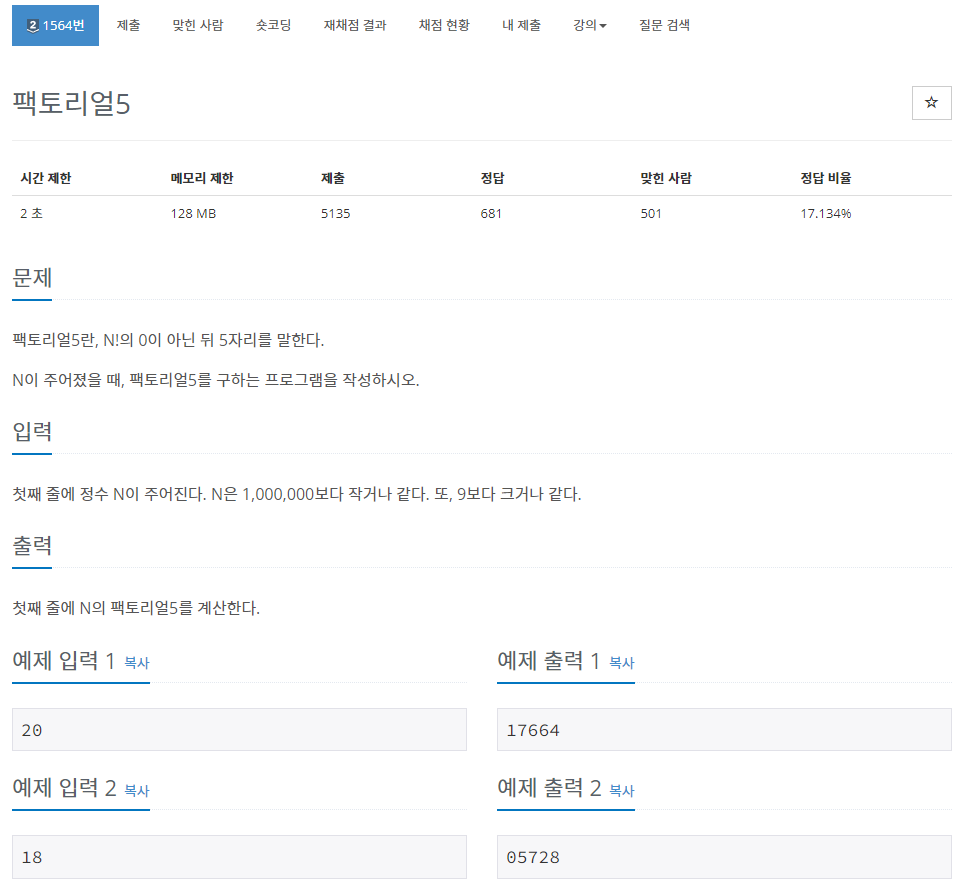 2 1564번 제출 맞힌 사람 숏코딩 재채점 결과 채점 현황 내 제출 강의 질문 검색
팩토리얼5
시간 제한 메모리 제한 제출 정답 맞힌 사람 정답 비율
2 초 128 MB 5135 681 501 17.134%
문제
팩토리얼5란, N!의 0이 아닌 뒤 5자리를 말한다.
N이 주어졌을 때, 팩토리얼5를 구하는 프로그램을 작성하시오.
입력
첫째 줄에 정수 N이 주어진다. N은 1,000,000보다 작거나 같다. 또, 9보다 크거나 같다.
출력
첫째 줄에 N의 팩토리얼5를 계산한다.
예제 입력 1 복사
20
예제 출력 1 복사
17664
예제 입력 2 복사
18
예제 출력 2 복사
05728